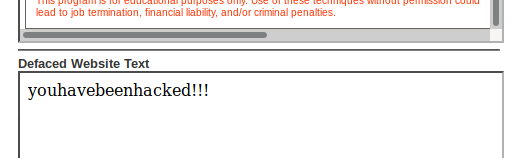 This program is for educational purposes only. Use of these techniques without permission could
lead to job termination, financial liability, and/or criminal penalties.
Defaced Website Text
youhavebeenhacked!!!